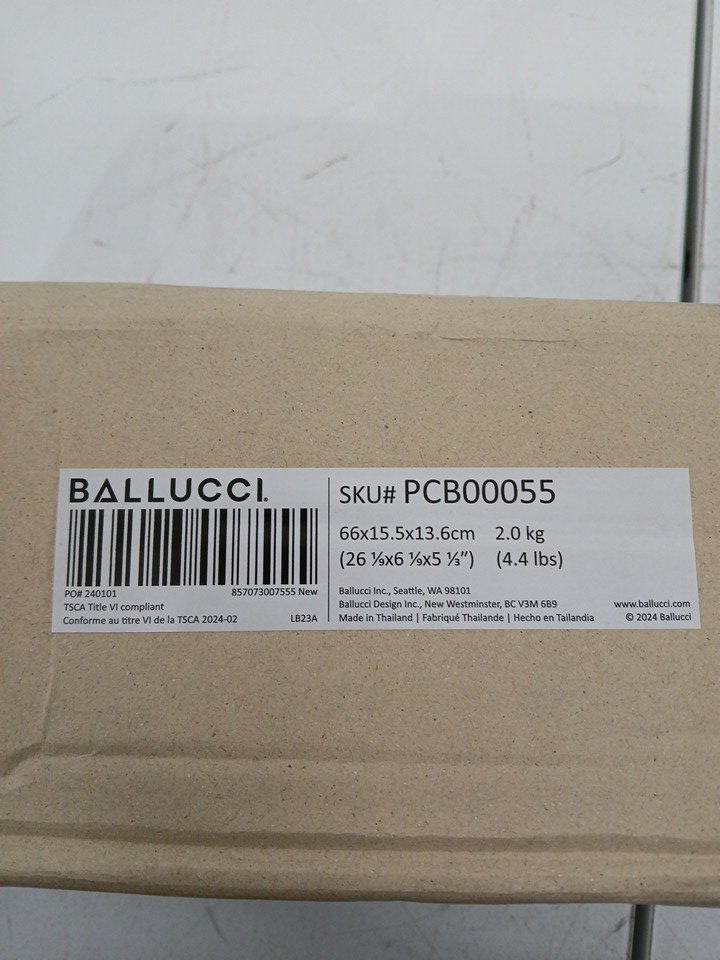 BALLUCCI®
PO# 240101 857073007555 New
TSCA Title VI compliant
Conforme au titre VI de la TSCA 2024-02 LB23A
SKU# PCB00055
66x15.5x13.6cm 2.0 kg
(26 ⅑x6 ⅑x5 ⅓") (4.4 lbs)
Ballucci Inc., Seattle, WA 98101
Ballucci Design Inc., New Westminster, BC V3M 6B9 www.ballucci.com
Made in Thailand | Fabriqué Thailande | Hecho en Tailandia © 2024 Ballucci